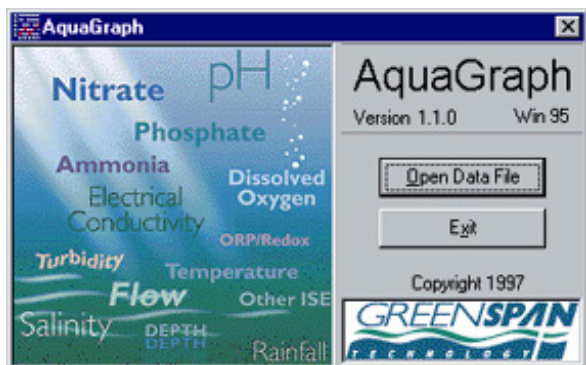 AquaGraph
Nitrate
pH
Phosphate
Ammonia
Dissolved
Oxygen
Electrical
Conductivity
ORP/Redox
Turbidity
Temperature
Flow
Other ISE
Salinity
DEPTH
DEPTH
Rainfall
AquaGraph
Version 1.1.0 Win 95
Open Data File
Exit
Copyright 1997
GREENSPAN
TECHNOLOGY